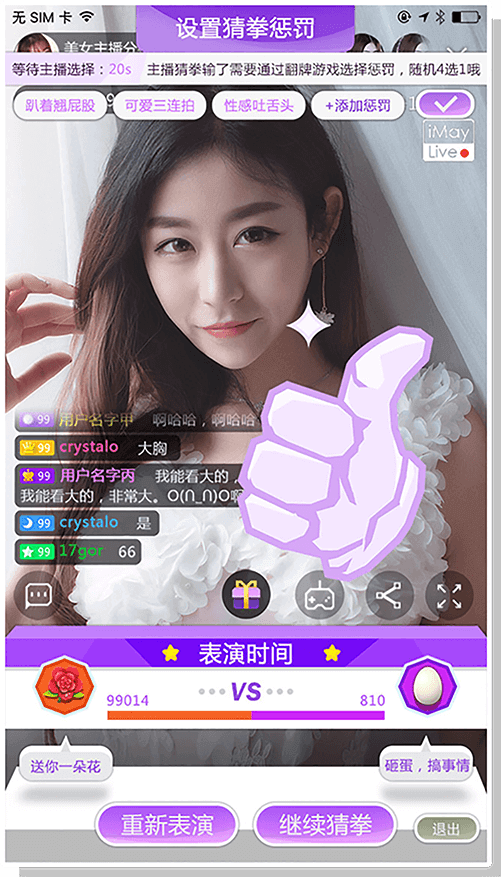 无 SIM 卡
设置猜拳惩罚
美女主播分
等待主播选择：20s 主播猜拳输了需要通过翻牌游戏选择惩罚，随机4选1哦
趴着翘屁股 可爱三连拍 性感吐舌头 +添加惩罚
iMay
Live
99 用户名字甲 啊哈哈，啊哈哈
99 crystalo 大胸
99 用户名字丙 我能看大的，
我能看大的，非常大。O(∩_∩)O啊
99 crystalo 是
99 17gor 66
表演时间
99014 VS 810
送你一朵花 砸蛋，搞事情
重新表演 继续猜拳 退出